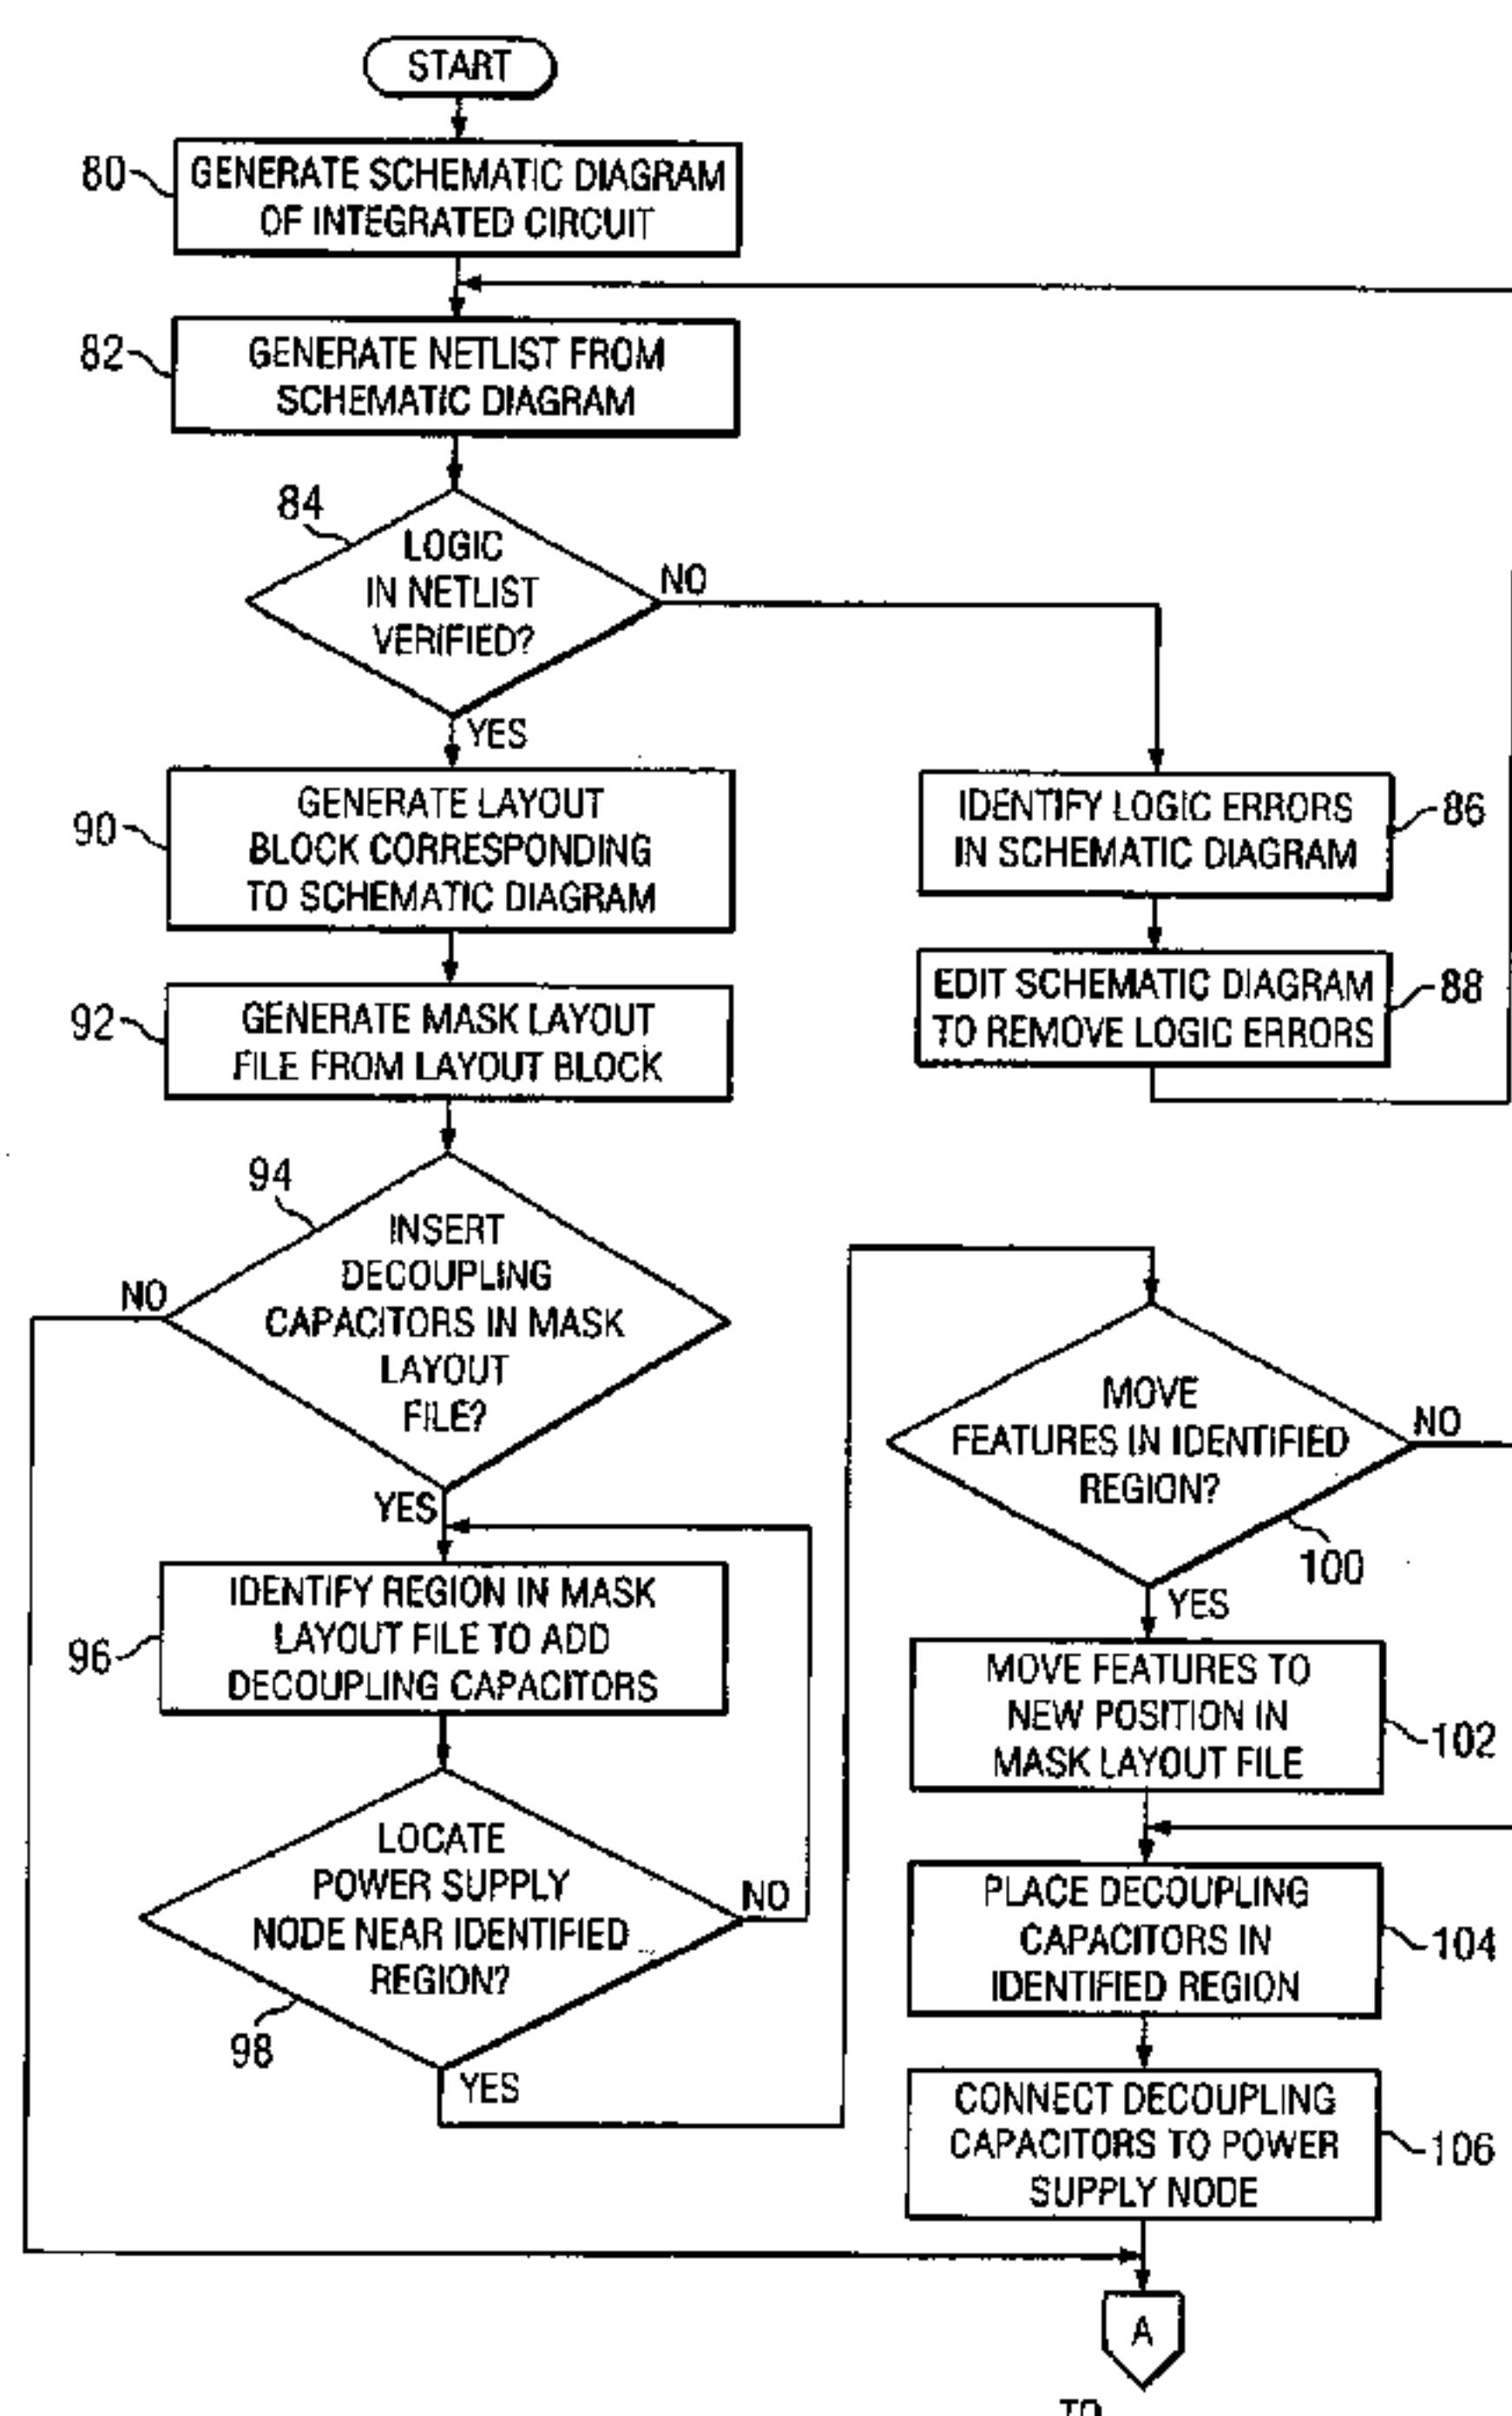 START
80
GENERATE SCHEMATIC DIAGRAM
OF INTEGRATED CIRCUIT
82
GENERATE NETLIST FROM
SCHEMATIC DIAGRAM
84
LOGIC
IN NETLIST
VERIFIED?
NO
YES
90
GENERATE LAYOUT
BLOCK CORRESPONDING
TO SCHEMATIC DIAGRAM
IDENTIFY LOGIC ERRORS
IN SCHEMATIC DIAGRAM
86
EDIT SCHEMATIC DIAGRAM
TO REMOVE LOGIC ERRORS
88
92
GENERATE MASK LAYOUT
FILE FROM LAYOUT BLOCK
94
INSERT
DECOUPLING
CAPACITORS IN MASK
LAYOUT
FILE?
NO
YES
96
IDENTIFY REGION IN MASK
LAYOUT FILE TO ADD
DECOUPLING CAPACITORS
LOCATE
POWER SUPPLY
NODE NEAR IDENTIFIED
REGION?
NO
98
YES
MOVE
FEATURES IN IDENTIFIED
REGION?
NO
100
YES
MOVE FEATURES TO
NEW POSITION IN
MASK LAYOUT FILE
102
PLACE DECOUPLING
CAPACITORS IN
IDENTIFIED REGION
104
CONNECT DECOUPLING
CAPACITORS TO POWER
SUPPLY NODE
106
A
TO